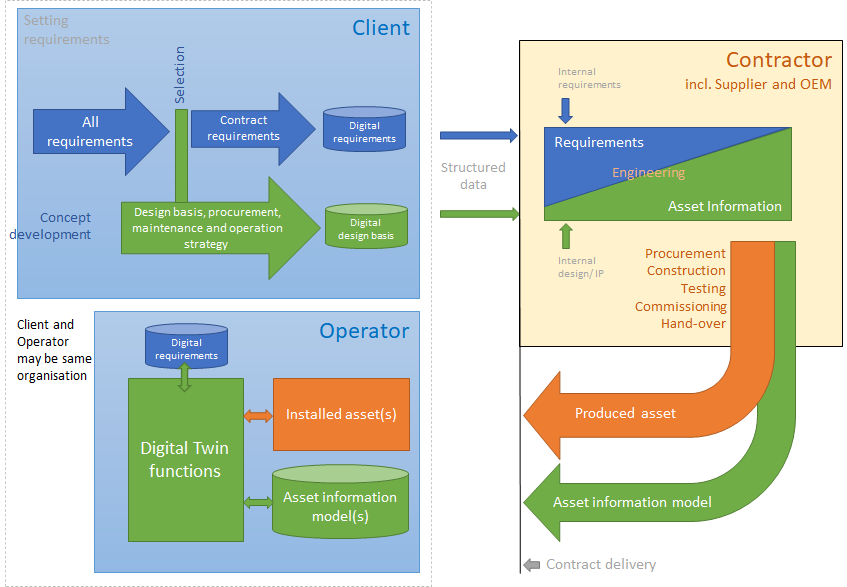 Setting
requirements
Client
Selection
All
requirements
Contract
requirements
Digital
requirements
Concept
development
Design basis, procurement,
maintenance and operation
strategy
Digital
design basis
Structured
data
Contractor
incl. Supplier and OEM
Internal
requirements
Requirements
Engineering
Asset Information
Internal
design/ IP
Procurement
Construction
Testing
Commissioning
Hand-over
Client and
Operator
may be same
organisation
Operator
Digital
requirements
Digital Twin
functions
Installed asset(s)
Asset information
model(s)
Produced asset
Asset information model
Contract delivery